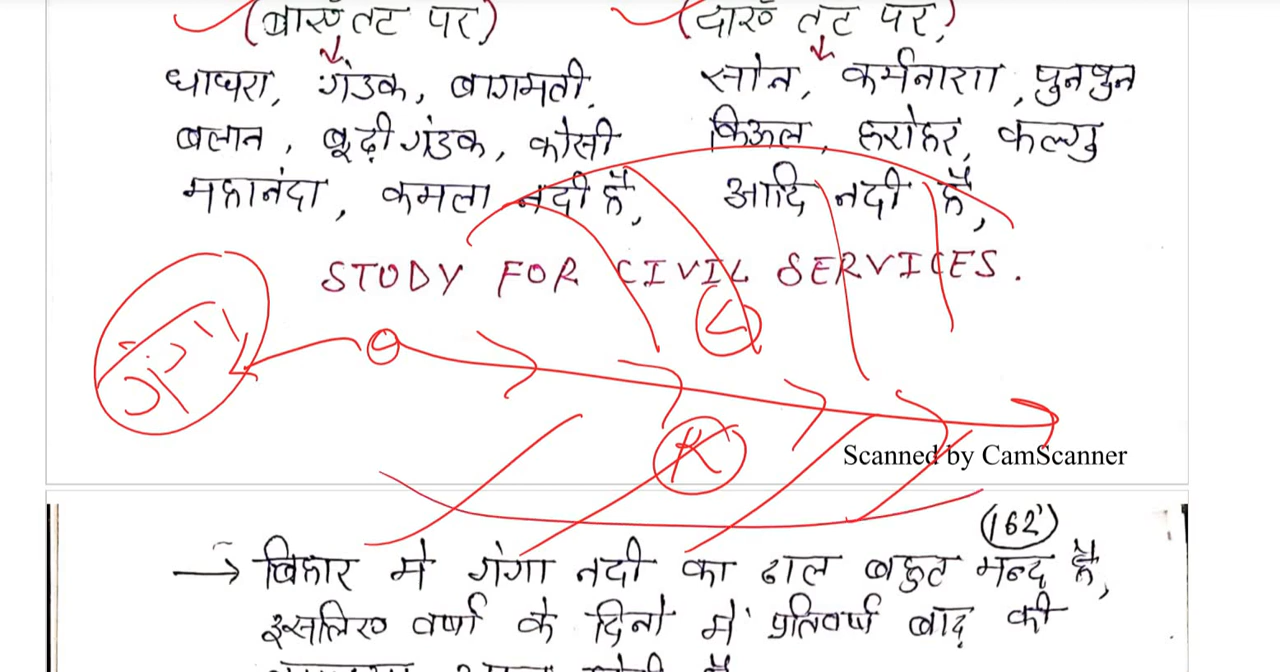 (बाएँ तट पर) (दाएँ तट पर)
घाघरा, गंडक, बागमती, सोन, कर्मनाशा, पुनपुन
बलान, बूढ़ी गंडक, कोसी किऊल, हरोहर, फल्गु
महानंदा, कमला नदी है, आदि नदी है,
STUDY FOR CIVIL SERVICES.
L
R
Scanned by CamScanner
(162)
→ बिहार मे गंगा नदी का ढाल बहुत मन्द है,
इसलिए वर्षा के दिनो में प्रतिवर्ष बाढ़ की